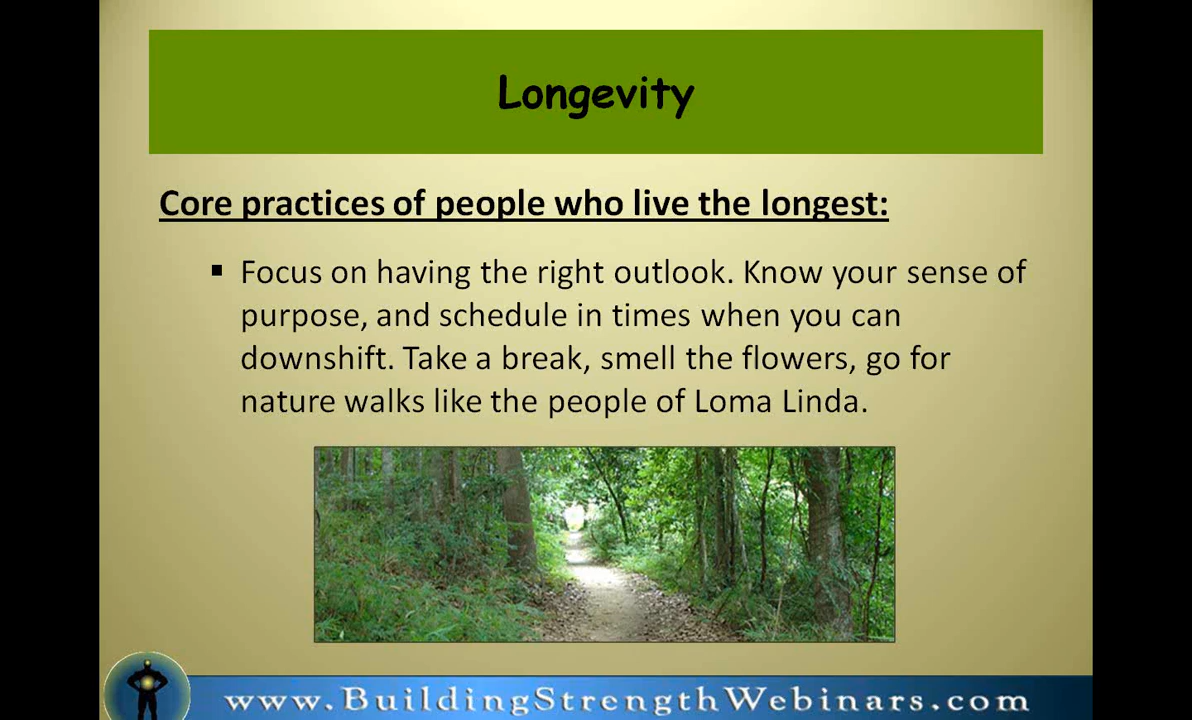 Longevity
Core practices of people who live the longest:
▪ Focus on having the right outlook. Know your sense of
purpose, and schedule in times when you can
downshift. Take a break, smell the flowers, go for
nature walks like the people of Loma Linda.
www.BuildingStrengthWebinars.com